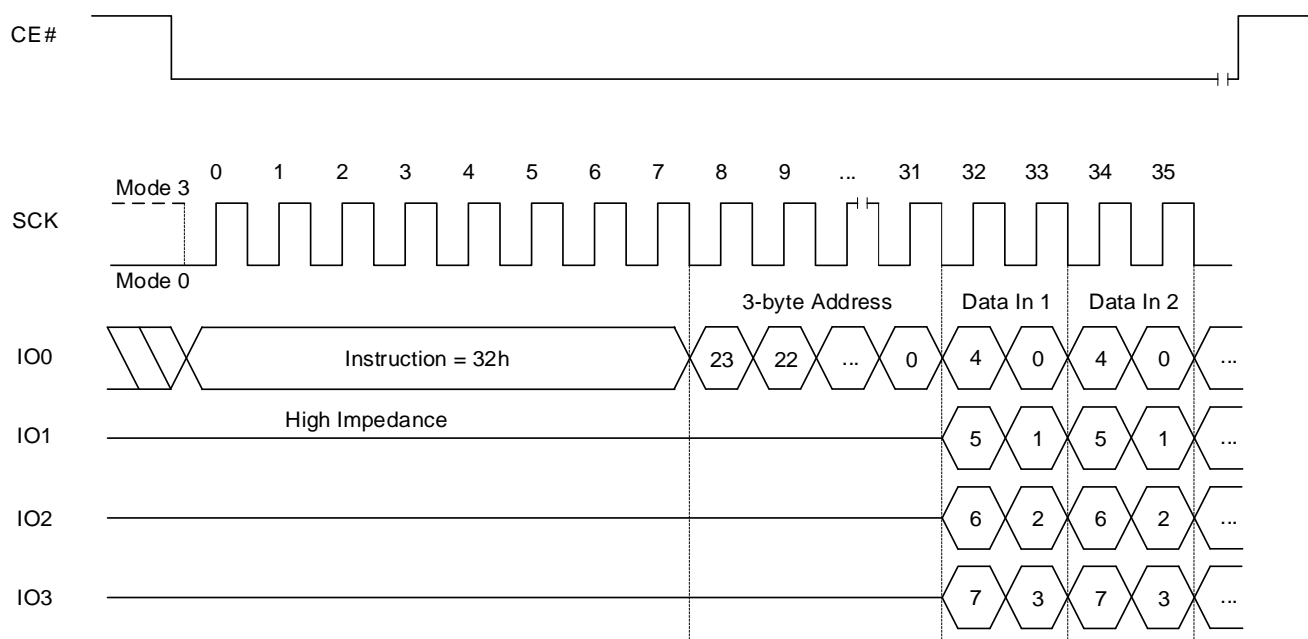 CE#
0 1 2 3 4 5 6 7 8 9 ... 31 32 33 34 35
Mode 3
SCK
Mode 0
3-byte Address Data In 1 Data In 2
IO0 Instruction = 32h 23 22 ... 0 4 0 4 0 ...
High Impedance
IO1 5 1 5 1 ...
IO2 6 2 6 2 ...
IO3 7 3 7 3 ...